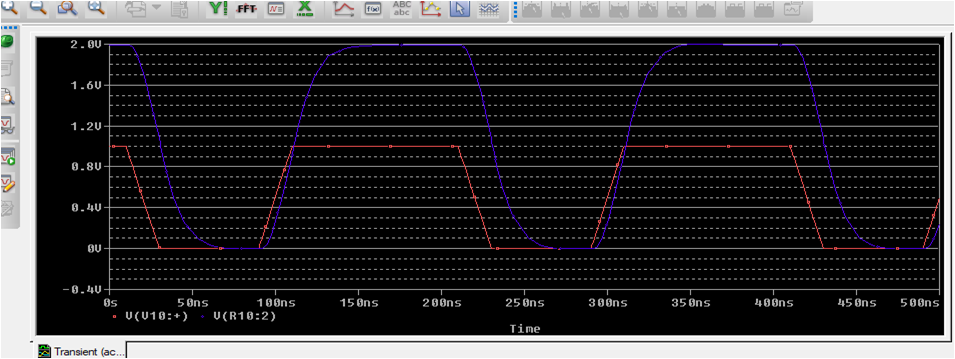 Y! FFT f(x) ABC
abc
2.0V
1.6V
1.2V
0.8V
0.4V
0V
-0.4V
0s 50ns 100ns 150ns 200ns 250ns 300ns 350ns 400ns 450ns 500ns
V(V10:+) V(R10:2)
Time
Transient (ac...